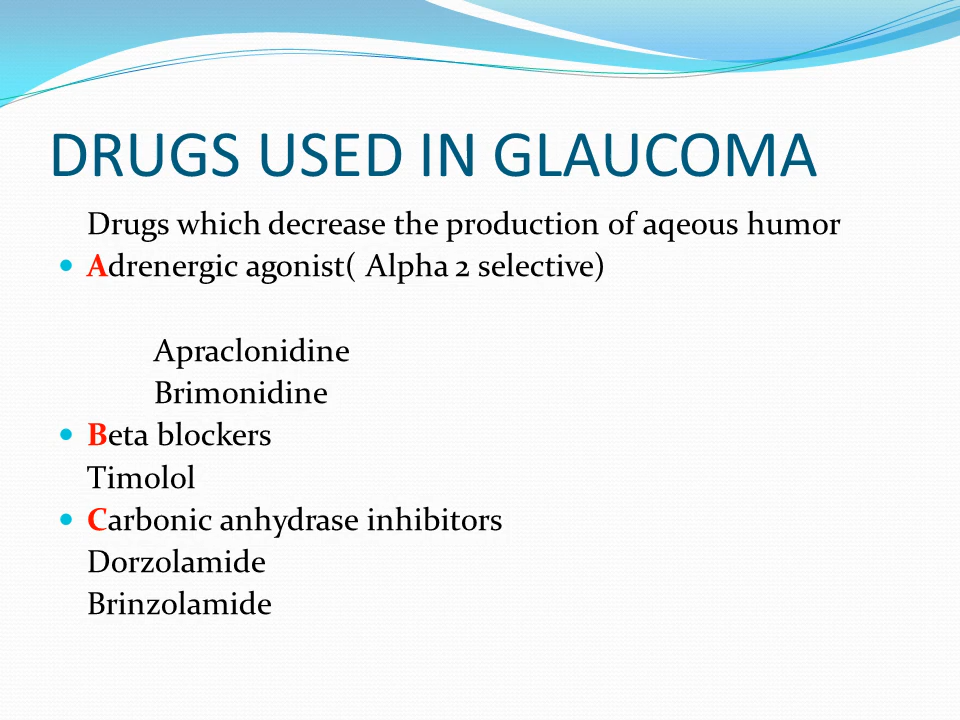 DRUGS USED IN GLAUCOMA
Drugs which decrease the production of aqeous humor
Adrenergic agonist( Alpha 2 selective)
Apraclonidine
Brimonidine
Beta blockers
Timolol
Carbonic anhydrase inhibitors
Dorzolamide
Brinzolamide